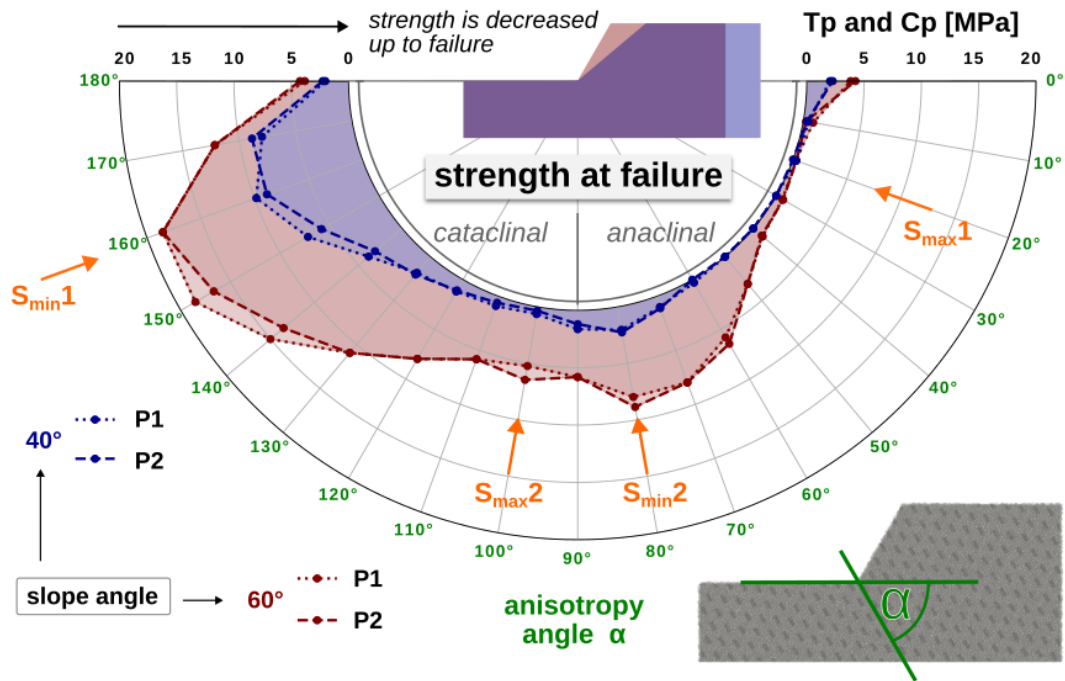 strength is decreased
up to failure
Tp and Cp [MPa]
20 15 10 5 0
0 5 10 15 20
180°
0°
strength at failure
170°
10°
cataclinal
anaclinal
Smax1
160°
20°
Smin1
150°
30°
140°
40°
P1
40°
P2
130°
50°
120°
60°
Smax2
Smin2
110°
70°
100°
80°
90°
slope angle
60°
P1
P2
anisotropy
angle α
α